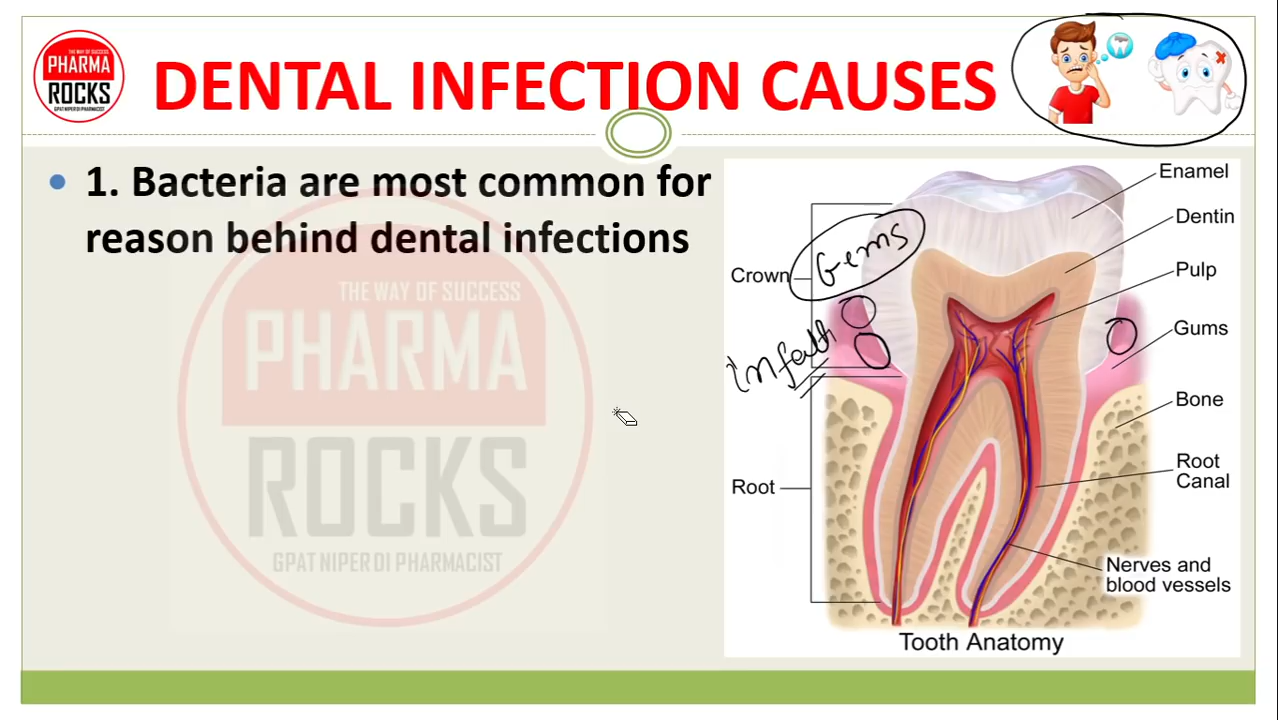 THE WAY OF SUCCESS
PHARMA
ROCKS
GPAT NIPER DI PHARMACIST
DENTAL INFECTION CAUSES
• 1. Bacteria are most common for
reason behind dental infections
THE WAY OF SUCCESS
PHARMA
ROCKS
GPAT NIPER DI PHARMACIST
Enamel
Dentin
Pulp
Gums
Bone
Root
Canal
Nerves and
blood vessels
Crown
Root
Gems
Tooth Anatomy